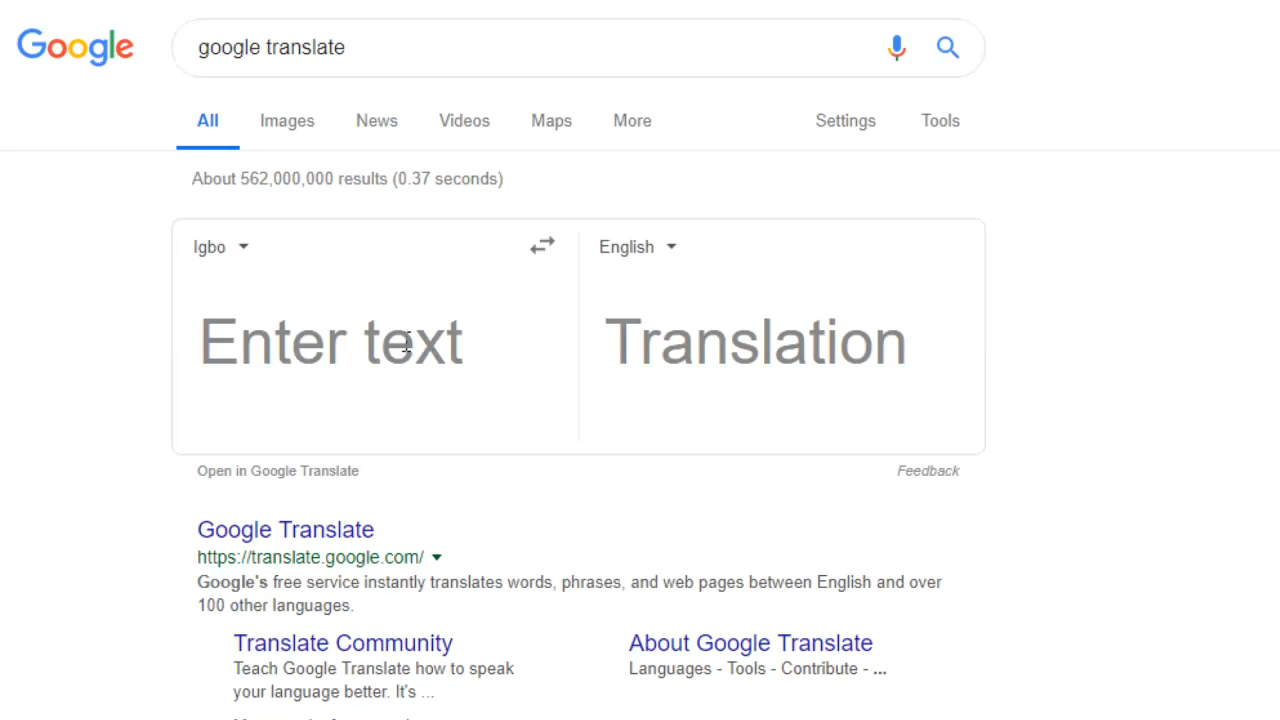 Google google translate
All Images News Videos Maps More Settings Tools
About 562,000,000 results (0.37 seconds)
Igbo English
Enter text Translation
Open in Google Translate Feedback
Google Translate
https://translate.google.com/
Google's free service instantly translates words, phrases, and web pages between English and over
100 other languages.
Translate Community About Google Translate
Teach Google Translate how to speak Languages - Tools - Contribute - ...
your language better. It's ...